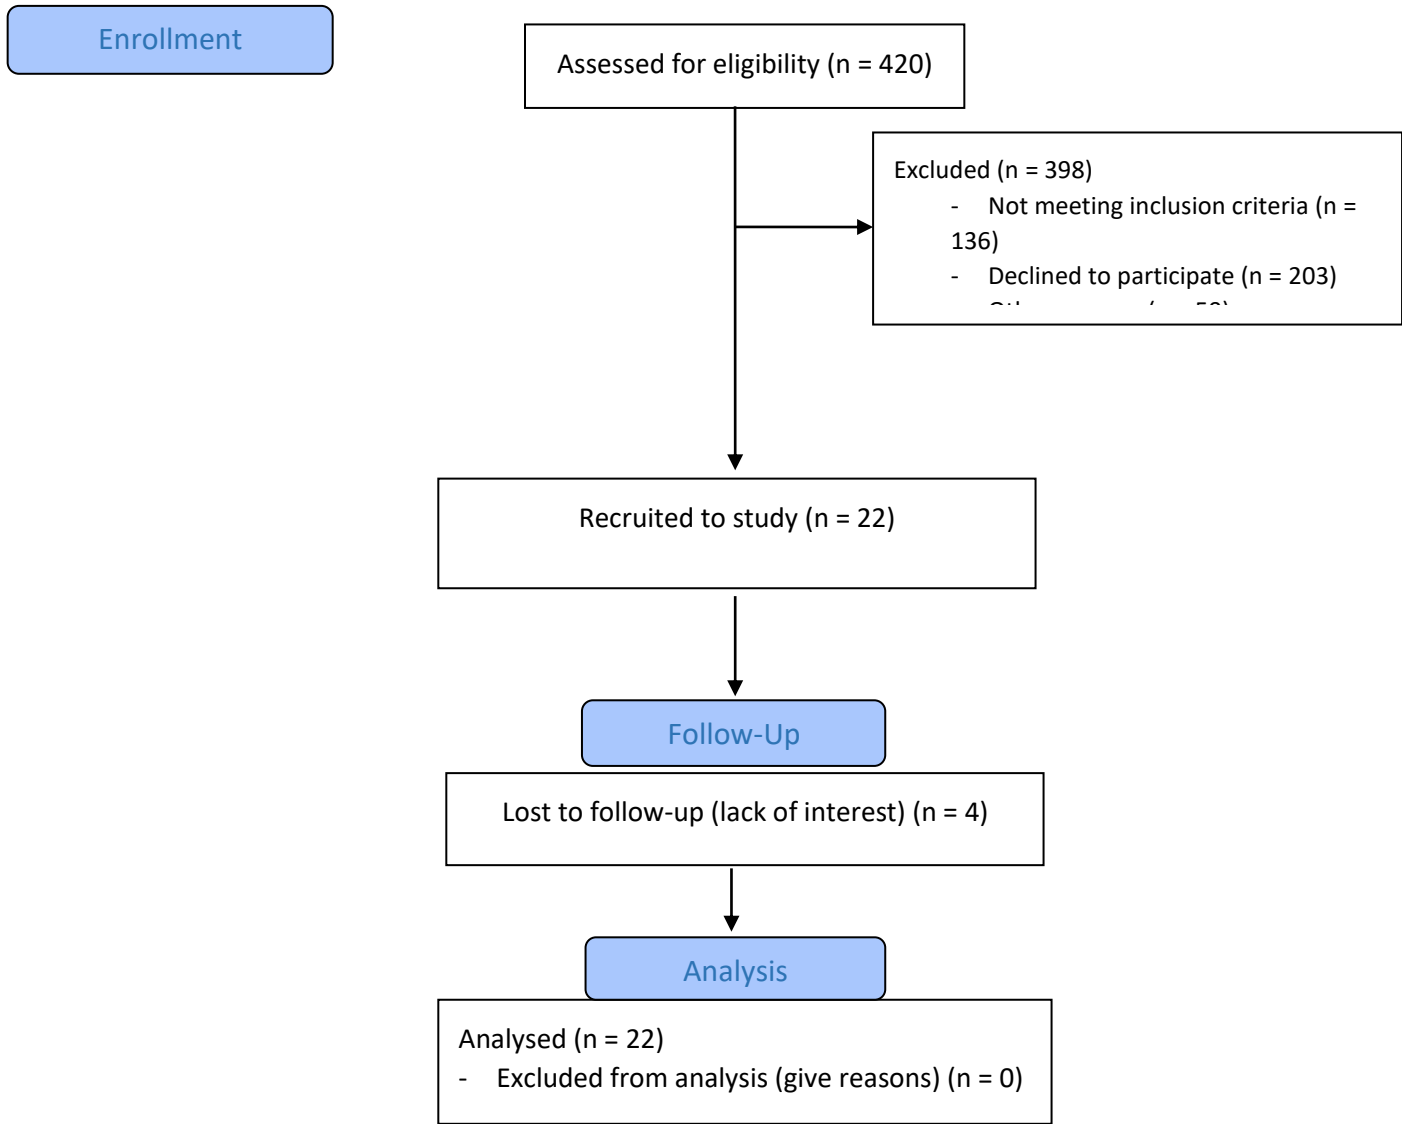 Enrollment
Assessed for eligibility (n = 420)
Excluded (n = 398)
- Not meeting inclusion criteria (n =
136)
- Declined to participate (n = 203)
Recruited to study (n = 22)
Follow-Up
Lost to follow-up (lack of interest) (n = 4)
Analysis
Analysed (n = 22)
- Excluded from analysis (give reasons) (n = 0)